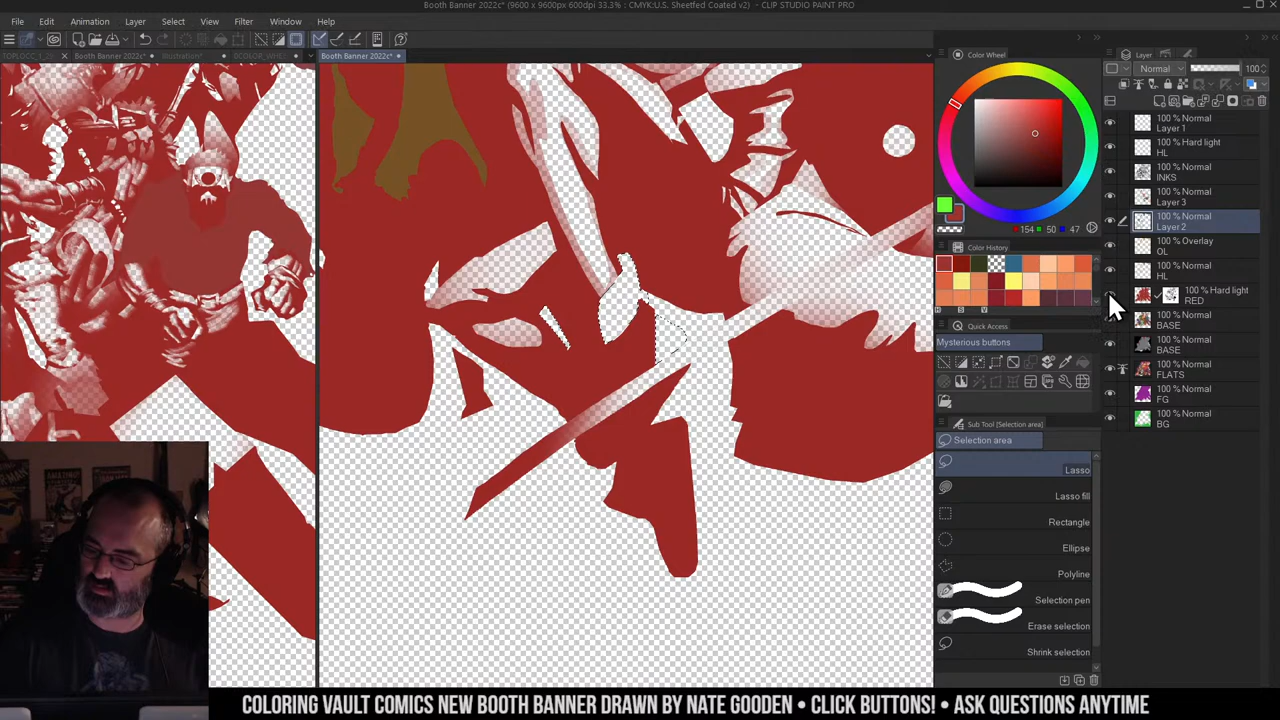 Booth Banner 2022c* (9600 x 9600px 600dpi 33.3% : CMYK:U.S. Sheetfed Coated v2) - CLIP STUDIO PAINT PRO
File Edit Animation Layer Select View Filter Window Help
Booth Banner 2022c* Illustration* Booth Banner 2022c*
Color Wheel
154 50 47
Color History
H S V
Quick Access
Mysterious buttons
Sub Tool [Selection area]
Selection area
Lasso
Lasso fill
Rectangle
Ellipse
Polyline
Selection pen
Erase selection
Shrink selection
Layer
Normal 100
100 % Normal
Layer 1
100 % Hard light
HL
100 % Normal
INKS
100 % Normal
Layer 3
100 % Normal
Layer 2
100 % Overlay
OL
100 % Normal
HL
100 % Hard light
RED
100 % Normal
BASE
100 % Normal
BASE
100 % Normal
FLATS
100 % Normal
FG
100 % Normal
BG
COLORING VAULT COMICS NEW BOOTH BANNER DRAWN BY NATE GOODEN • CLICK BUTTONS! • ASK QUESTIONS ANYTIME